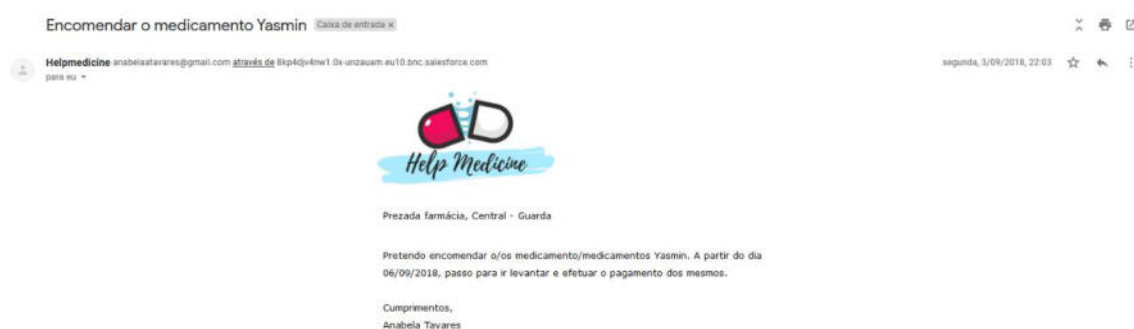 Encomendar o medicamento Yasmin Caixa de entrada x
Helpmedicine anabelaatavares@gmail.com através de
segunda, 3/09/2018, 22:03
para eu
Help Medicine
Prezada farmácia, Central - Guarda
Pretendo encomendar o/os medicamento/medicamentos Yasmin. A partir do dia
06/09/2018, passo para ir levantar e efetuar o pagamento dos mesmos.
Cumprimentos,
Anabela Tavares